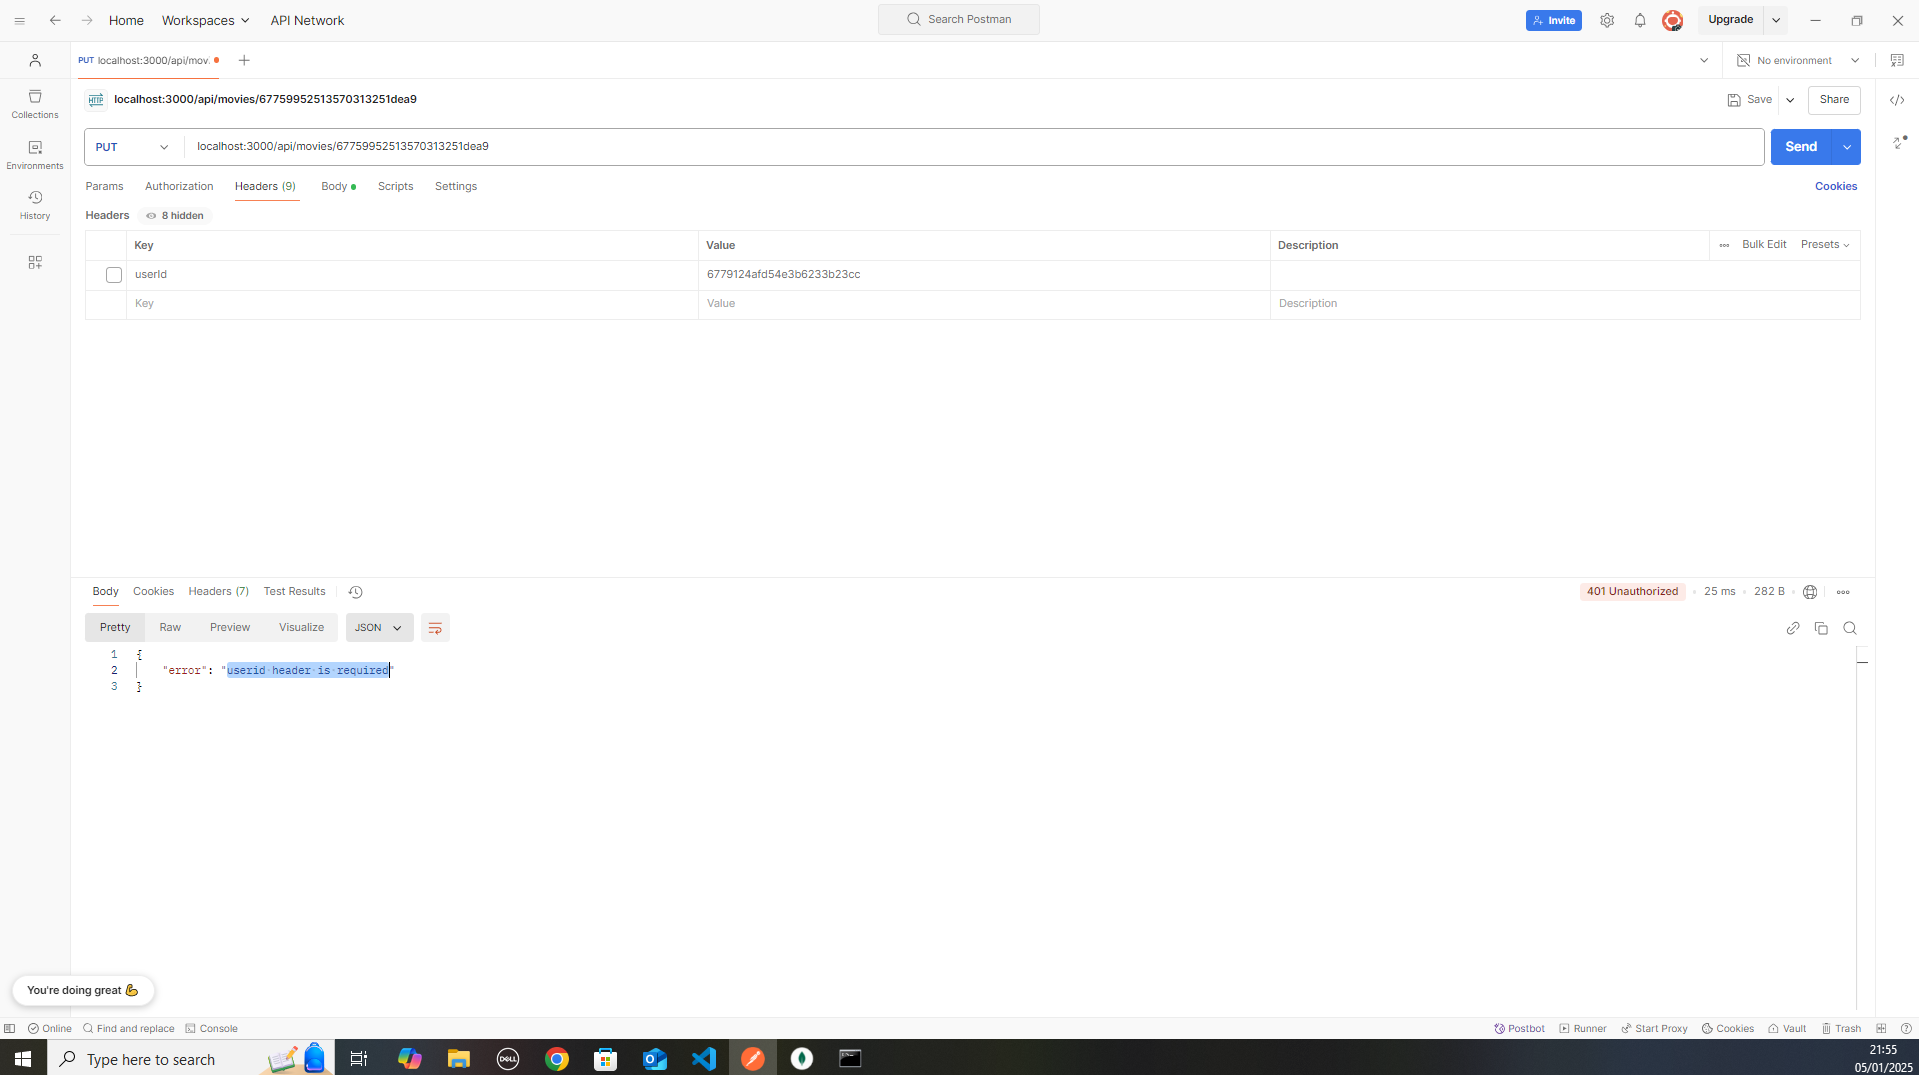 Home Workspaces API Network
Search Postman
Invite
Upgrade
PUT localhost:3000/api/mov.
No environment
HTTP localhost:3000/api/movies/67759952513570313251dea9
Save
Share
PUT
localhost:3000/api/movies/67759952513570313251dea9
Send
Collections
Environments
History
Params Authorization Headers (9) Body Scripts Settings
Cookies
Headers 8 hidden
Key Value Description
Bulk Edit Presets
userId 6779124afd54e3b6233b23cc
Key Value Description
Body Cookies Headers (7) Test Results
401 Unauthorized 25 ms 282 B
Pretty Raw Preview Visualize JSON
1 {
2 "error": "userid header is required"
3 }
You're doing great 💪
Online Find and replace Console
Postbot Runner Start Proxy Cookies Vault Trash
Type here to search
DELL
21:55
05/01/2025